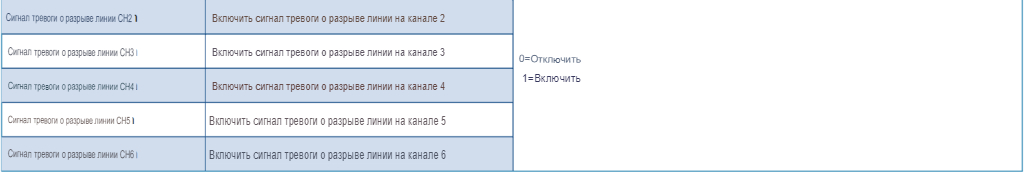 Сигнал тревоги о разрыве линии CH2 1
Включить сигнал тревоги о разрыве линии на канале 2
Сигнал тревоги о разрыве линии CH3 I
Включить сигнал тревоги о разрыве линии на канале 3
0=Отключить
1=Включить
Сигнал тревоги о разрыве линии CH4 I
Включить сигнал тревоги о разрыве линии на канале 4
Сигнал тревоги о разрыве линии CH5 1
Включить сигнал тревоги о разрыве линии на канале 5
Сигнал тревоги о разрыве линии CH6 I
Включить сигнал тревоги о разрыве линии на канале 6